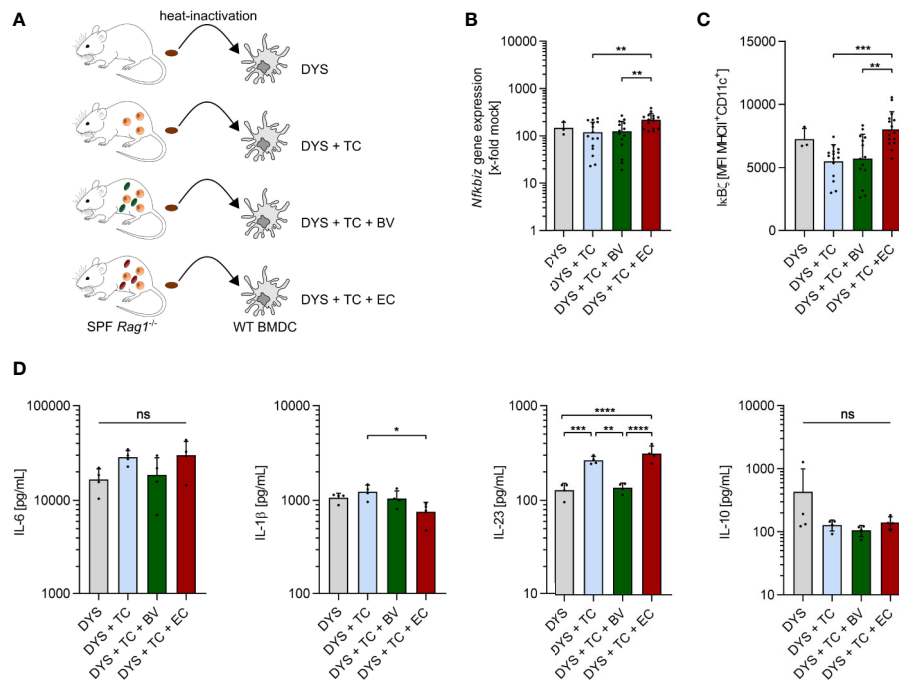 A
heat-inactivation
DYS
DYS + TC
DYS + TC + BV
DYS + TC + EC
SPF Rag1-/-
WT BMDC
B
Nfkbiz gene expression
[x-fold mock]
10000
1000
100
10
1
**
**
DYS
DYS + TC
DYS + TC + BV
DYS + TC + EC
C
IκBζ [MFI MHCII+CD11c+]
15000
10000
5000
0
***
**
DYS
DYS + TC
DYS + TC + BV
DYS + TC + EC
D
IL-6 [pg/mL]
100000
10000
1000
ns
DYS
DYS + TC
DYS + TC + BV
DYS + TC + EC
IL-1β [pg/mL]
10000
1000
100
*
DYS
DYS + TC
DYS + TC + BV
DYS + TC + EC
IL-23 [pg/mL]
1000
100
10
****
*** ** ****
DYS
DYS + TC
DYS + TC + BV
DYS + TC + EC
IL-10 [pg/mL]
10000
1000
100
10
ns
DYS
DYS + TC
DYS + TC + BV
DYS + TC + EC